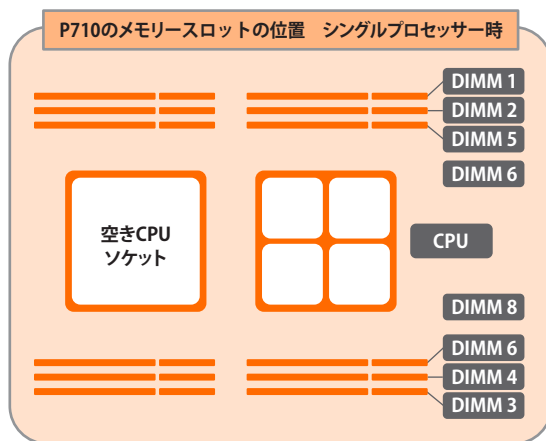 P710のメモリースロットの位置　シングルプロセッサー時
DIMM 1
DIMM 2
DIMM 5
DIMM 6
空きCPU
ソケット
CPU
DIMM 8
DIMM 6
DIMM 4
DIMM 3